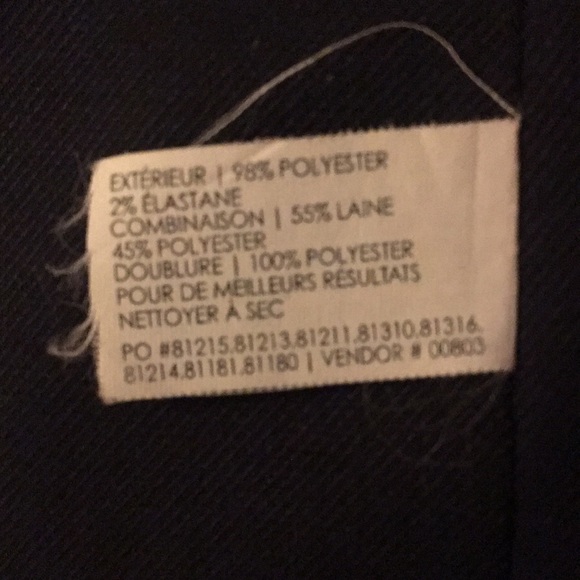 EXTÉRIEUR | 98% POLYESTER
2% ÉLASTANE
COMBINAISON | 55% LAINE
45% POLYESTER
DOUBLURE | 100% POLYESTER
POUR DE MEILLEURS RÉSULTATS
NETTOYER À SEC
PO #81215.81213.81211.81310.81316.
81214.81181.81180 | VENDOR # 00803